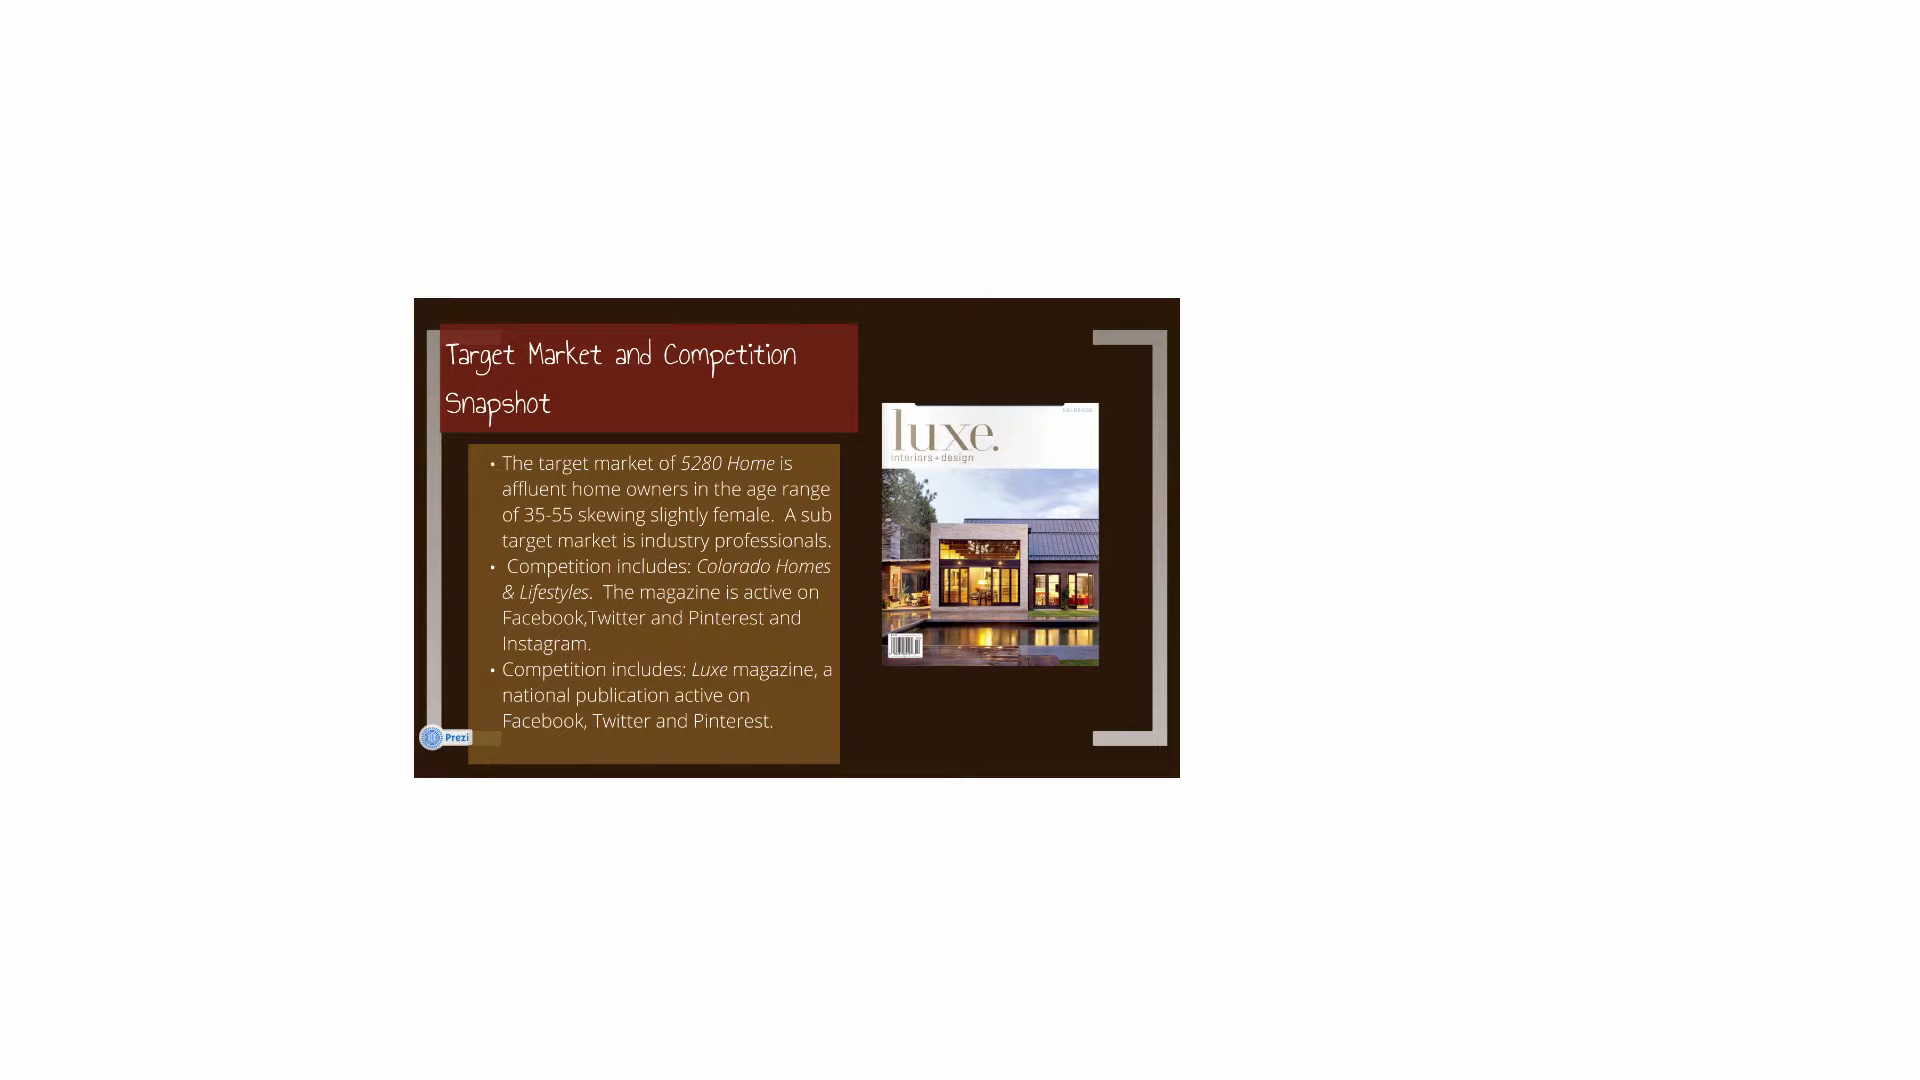 Target Market and Competition
Snapshot
• The target market of 5280 Home is
affluent home owners in the age range
of 35-55 skewing slightly female.  A sub
target market is industry professionals.
•  Competition includes: Colorado Homes
& Lifestyles.  The magazine is active on
Facebook,Twitter and Pinterest and
Instagram.
• Competition includes: Luxe magazine, a
national publication active on
Facebook, Twitter and Pinterest.
Prezi
COLORADO
luxe.
interiors+design